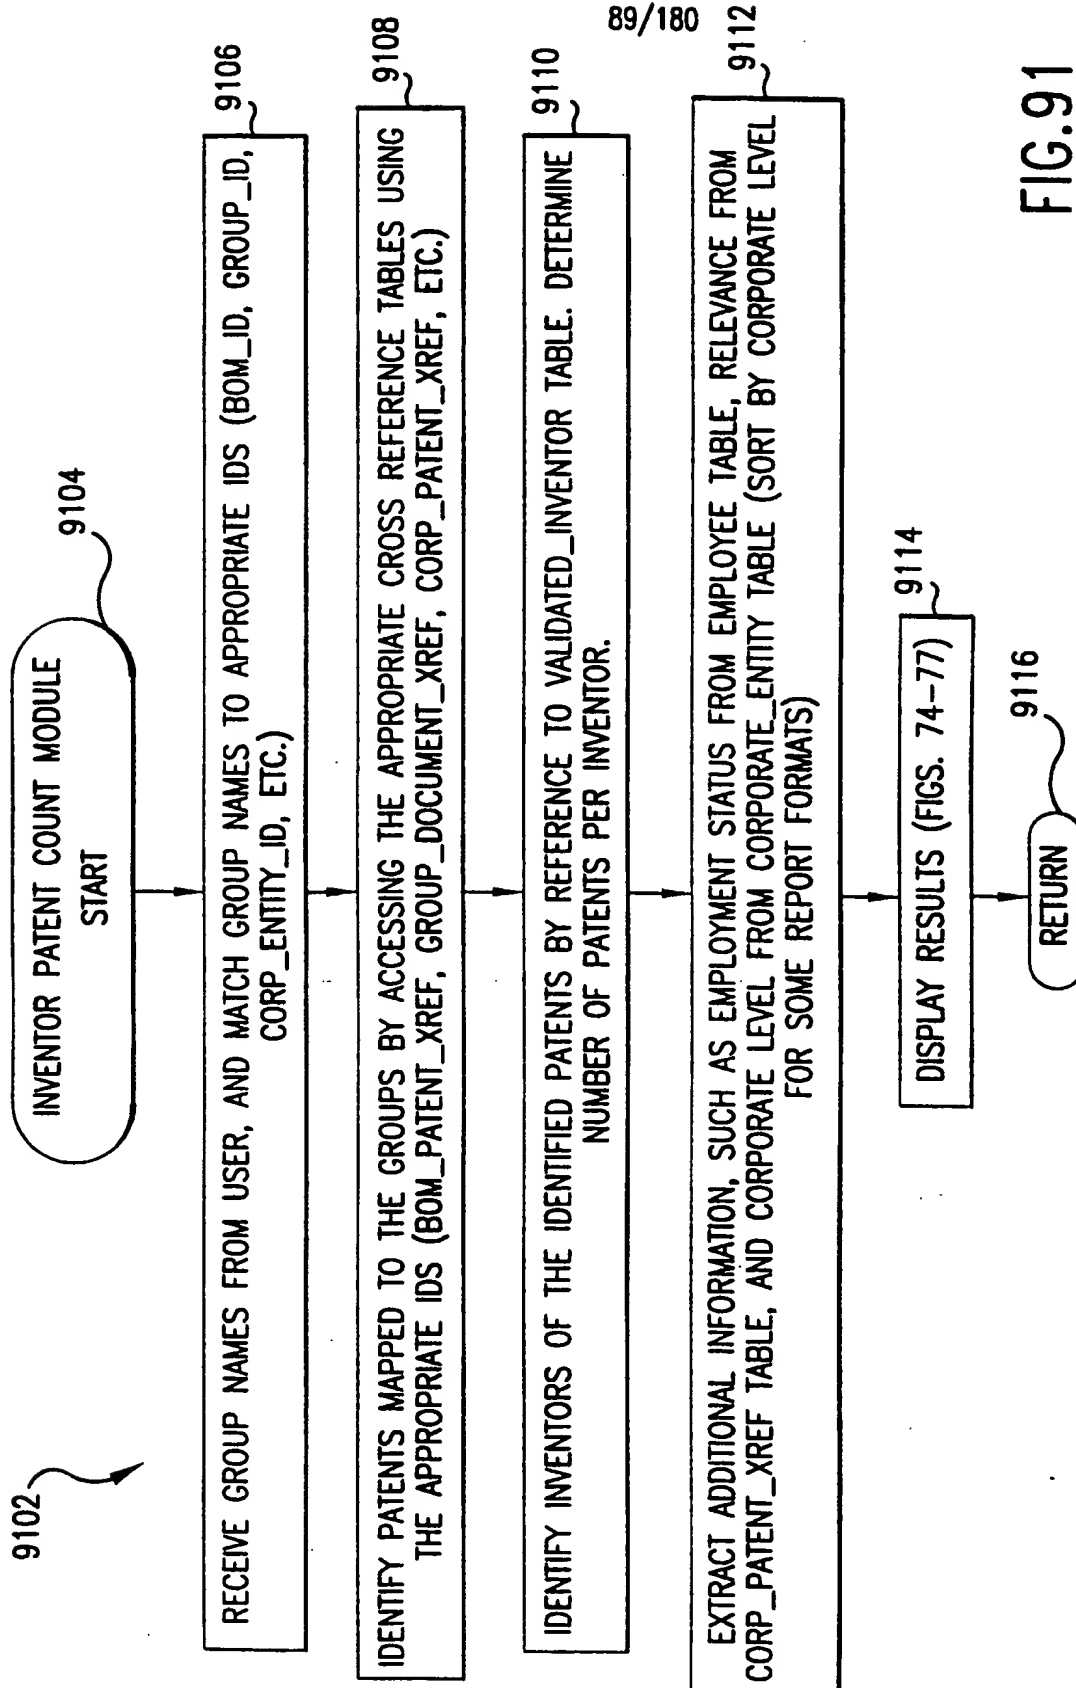 89/180
9102
INVENTOR PATENT COUNT MODULE
START
9104
RECEIVE GROUP NAMES FROM USER, AND MATCH GROUP NAMES TO APPROPRIATE IDS (BOM_ID, GROUP_ID,
CORP_ENTITY_ID, ETC.)
9106
IDENTIFY PATENTS MAPPED TO THE GROUPS BY ACCESSING THE APPROPRIATE CROSS REFERENCE TABLES USING
THE APPROPRIATE IDS (BOM_PATENT_XREF, GROUP_DOCUMENT_XREF, CORP_PATENT_XREF, ETC.)
9108
IDENTIFY INVENTORS OF THE IDENTIFIED PATENTS BY REFERENCE TO VALIDATED_INVENTOR TABLE. DETERMINE
NUMBER OF PATENTS PER INVENTOR.
9110
EXTRACT ADDITIONAL INFORMATION, SUCH AS EMPLOYMENT STATUS FROM EMPLOYEE TABLE, RELEVANCE FROM
CORP_PATENT_XREF TABLE, AND CORPORATE LEVEL FROM CORPORATE_ENTITY TABLE (SORT BY CORPORATE LEVEL
FOR SOME REPORT FORMATS)
9112
DISPLAY RESULTS (FIGS. 74-77)
9114
RETURN
9116
FIG.91